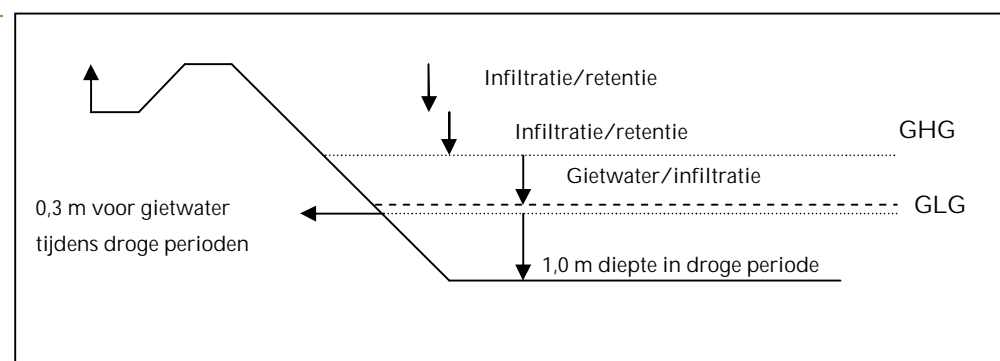 Infiltratie/retentie
Infiltratie/retentie
GHG
Gietwater/infiltratie
GLG
0,3 m voor gietwater
tijdens droge perioden
1,0 m diepte in droge periode